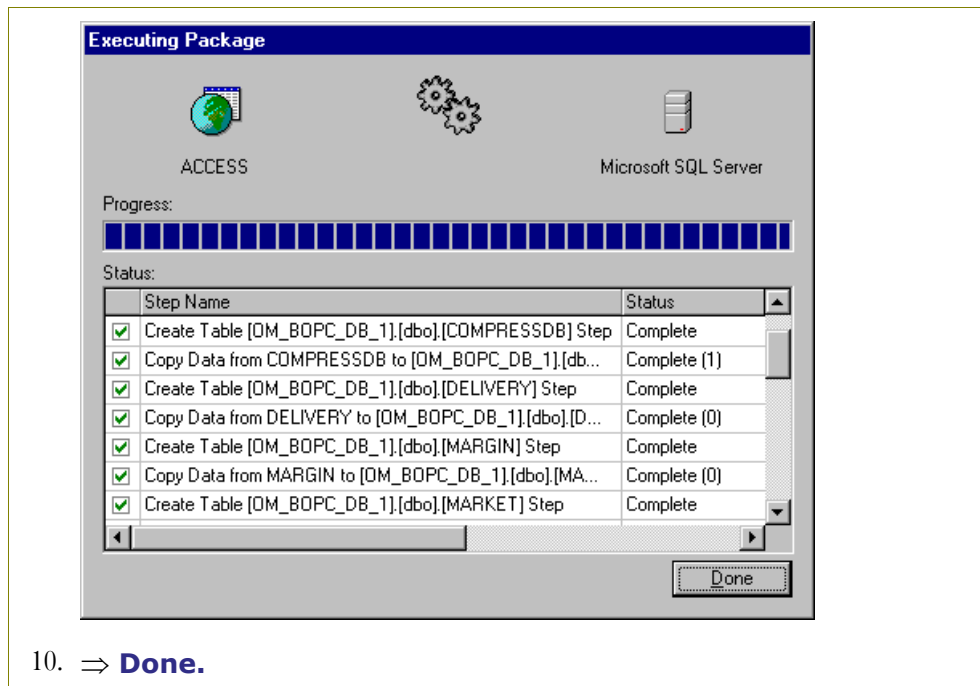 Executing Package
ACCESS Microsoft SQL Server
Progress:
Status:
Step Name Status
Create Table [OM_BOPC_DB_1].[dbo].[COMPRESSDB] Step Complete
Copy Data from COMPRESSDB to [OM_BOPC_DB_1].[db... Complete (1)
Create Table [OM_BOPC_DB_1].[dbo].[DELIVERY] Step Complete
Copy Data from DELIVERY to [OM_BOPC_DB_1].[dbo].[D... Complete (0)
Create Table [OM_BOPC_DB_1].[dbo].[MARGIN] Step Complete
Copy Data from MARGIN to [OM_BOPC_DB_1].[dbo].[MA... Complete (0)
Create Table [OM_BOPC_DB_1].[dbo].[MARKET] Step Complete
Done
10. ⇒ Done.